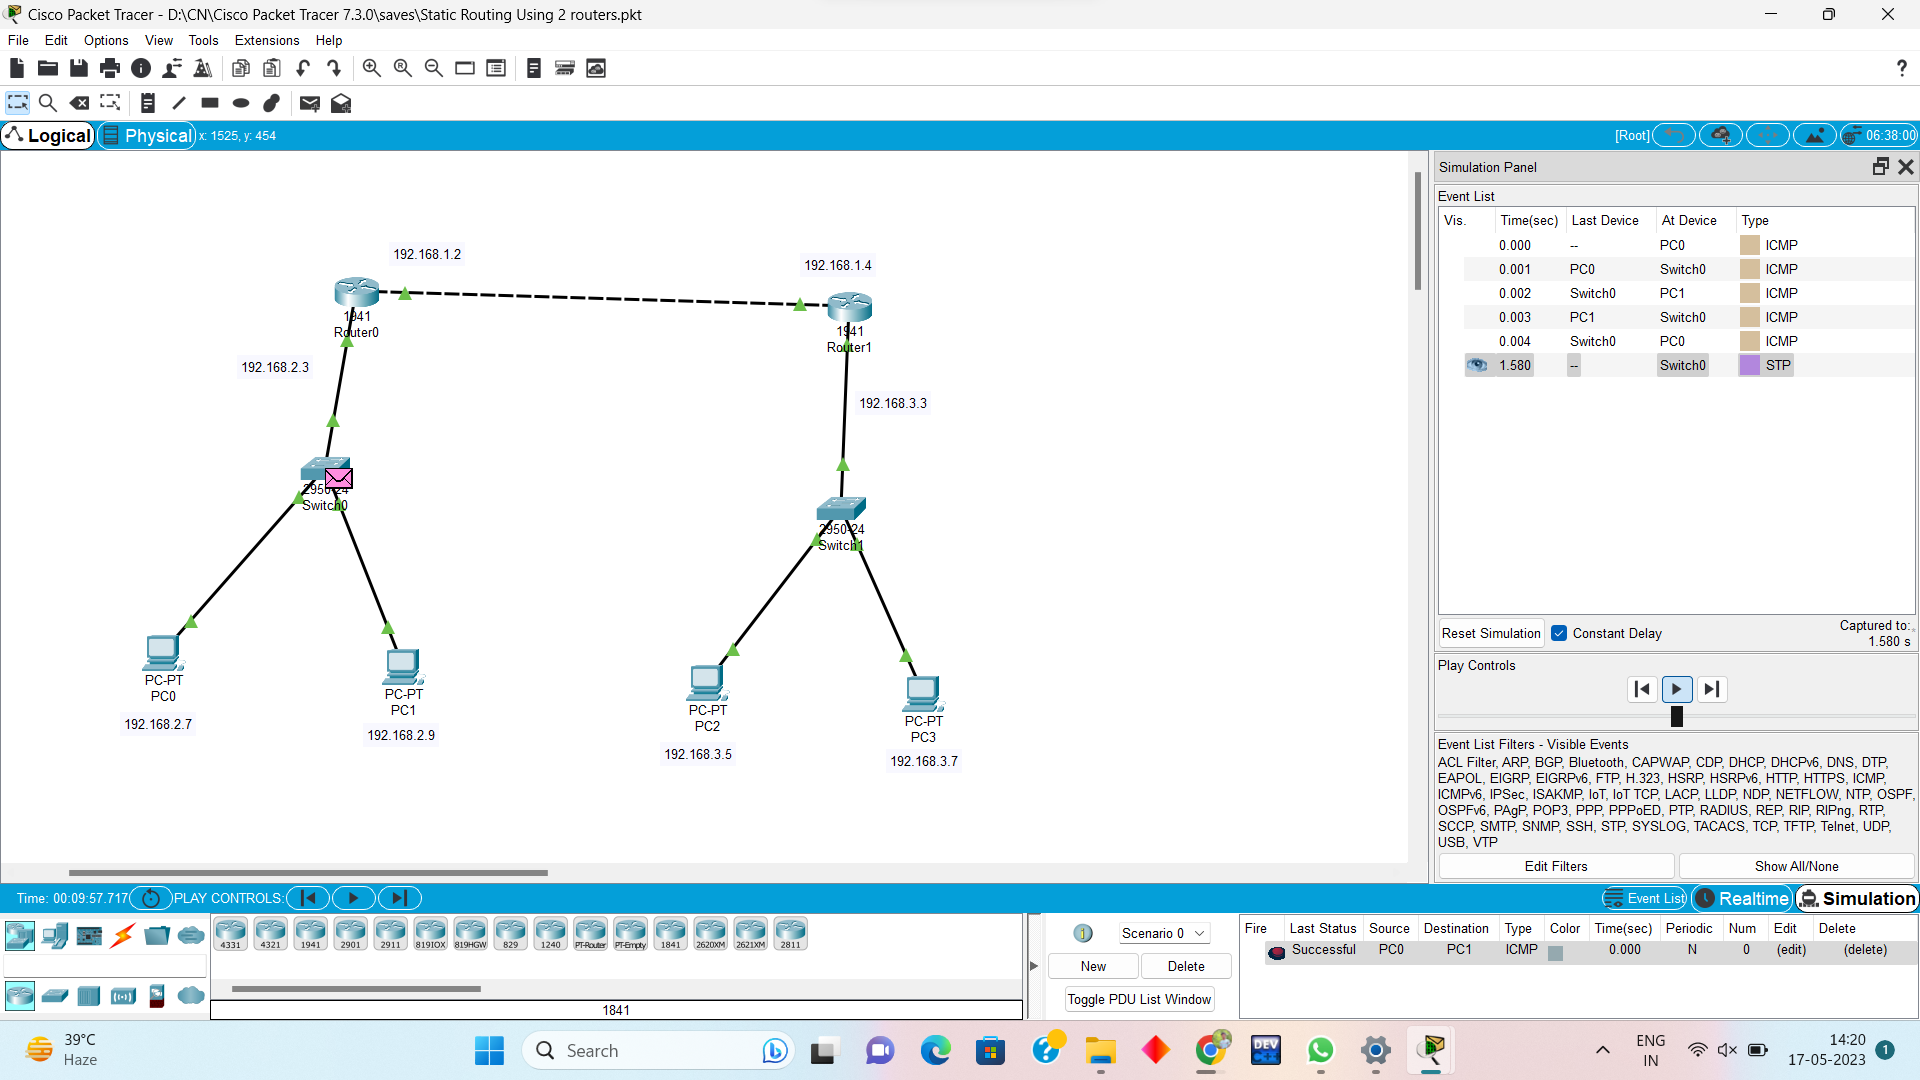 Cisco Packet Tracer - D:\CN\Cisco Packet Tracer 7.3.0\saves\Static Routing Using 2 routers.pkt
File Edit Options View Tools Extensions Help
?
Logical Physical x: 1525, y: 454 [Root] 06:38:00
Simulation Panel
Event List
Vis. Time(sec) Last Device At Device Type
0.000 -- PC0 ICMP
0.001 PC0 Switch0 ICMP
0.002 Switch0 PC1 ICMP
0.003 PC1 Switch0 ICMP
0.004 Switch0 PC0 ICMP
1.580 -- Switch0 STP
192.168.1.2
192.168.1.4
1941
Router0
1941
Router1
192.168.2.3
192.168.3.3
2950-24
Switch0
2950-24
Switch1
PC-PT
PC0
192.168.2.7
PC-PT
PC1
192.168.2.9
PC-PT
PC2
192.168.3.5
PC-PT
PC3
192.168.3.7
Reset Simulation Constant Delay Captured to:
1.580 s
Play Controls
Event List Filters - Visible Events
ACL Filter, ARP, BGP, Bluetooth, CAPWAP, CDP, DHCP, DHCPv6, DNS, DTP,
EAPOL, EIGRP, EIGRPv6, FTP, H.323, HSRP, HSRPv6, HTTP, HTTPS, ICMP,
ICMPv6, IPSec, ISAKMP, IoT, IoT TCP, LACP, LLDP, NDP, NETFLOW, NTP, OSPF,
OSPFv6, PAgP, POP3, PPP, PPPoED, PTP, RADIUS, REP, RIP, RIPng, RTP,
SCCP, SMTP, SNMP, SSH, STP, SYSLOG, TACACS, TCP, TFTP, Telnet, UDP,
USB, VTP
Edit Filters Show All/None
Time: 00:09:57.717 PLAY CONTROLS: Event List Realtime Simulation
4331 4321 1941 2901 2911 819IOX 819HGW 829 1240 PT-Router PT-Empty 1841 2620XM 2621XM 2811
1841
1 Scenario 0
New Delete
Toggle PDU List Window
Fire Last Status Source Destination Type Color Time(sec) Periodic Num Edit Delete
Successful PC0 PC1 ICMP 0.000 N 0 (edit) (delete)
39°C
Haze
Search
DEV
ENG
IN
14:20
17-05-2023
1